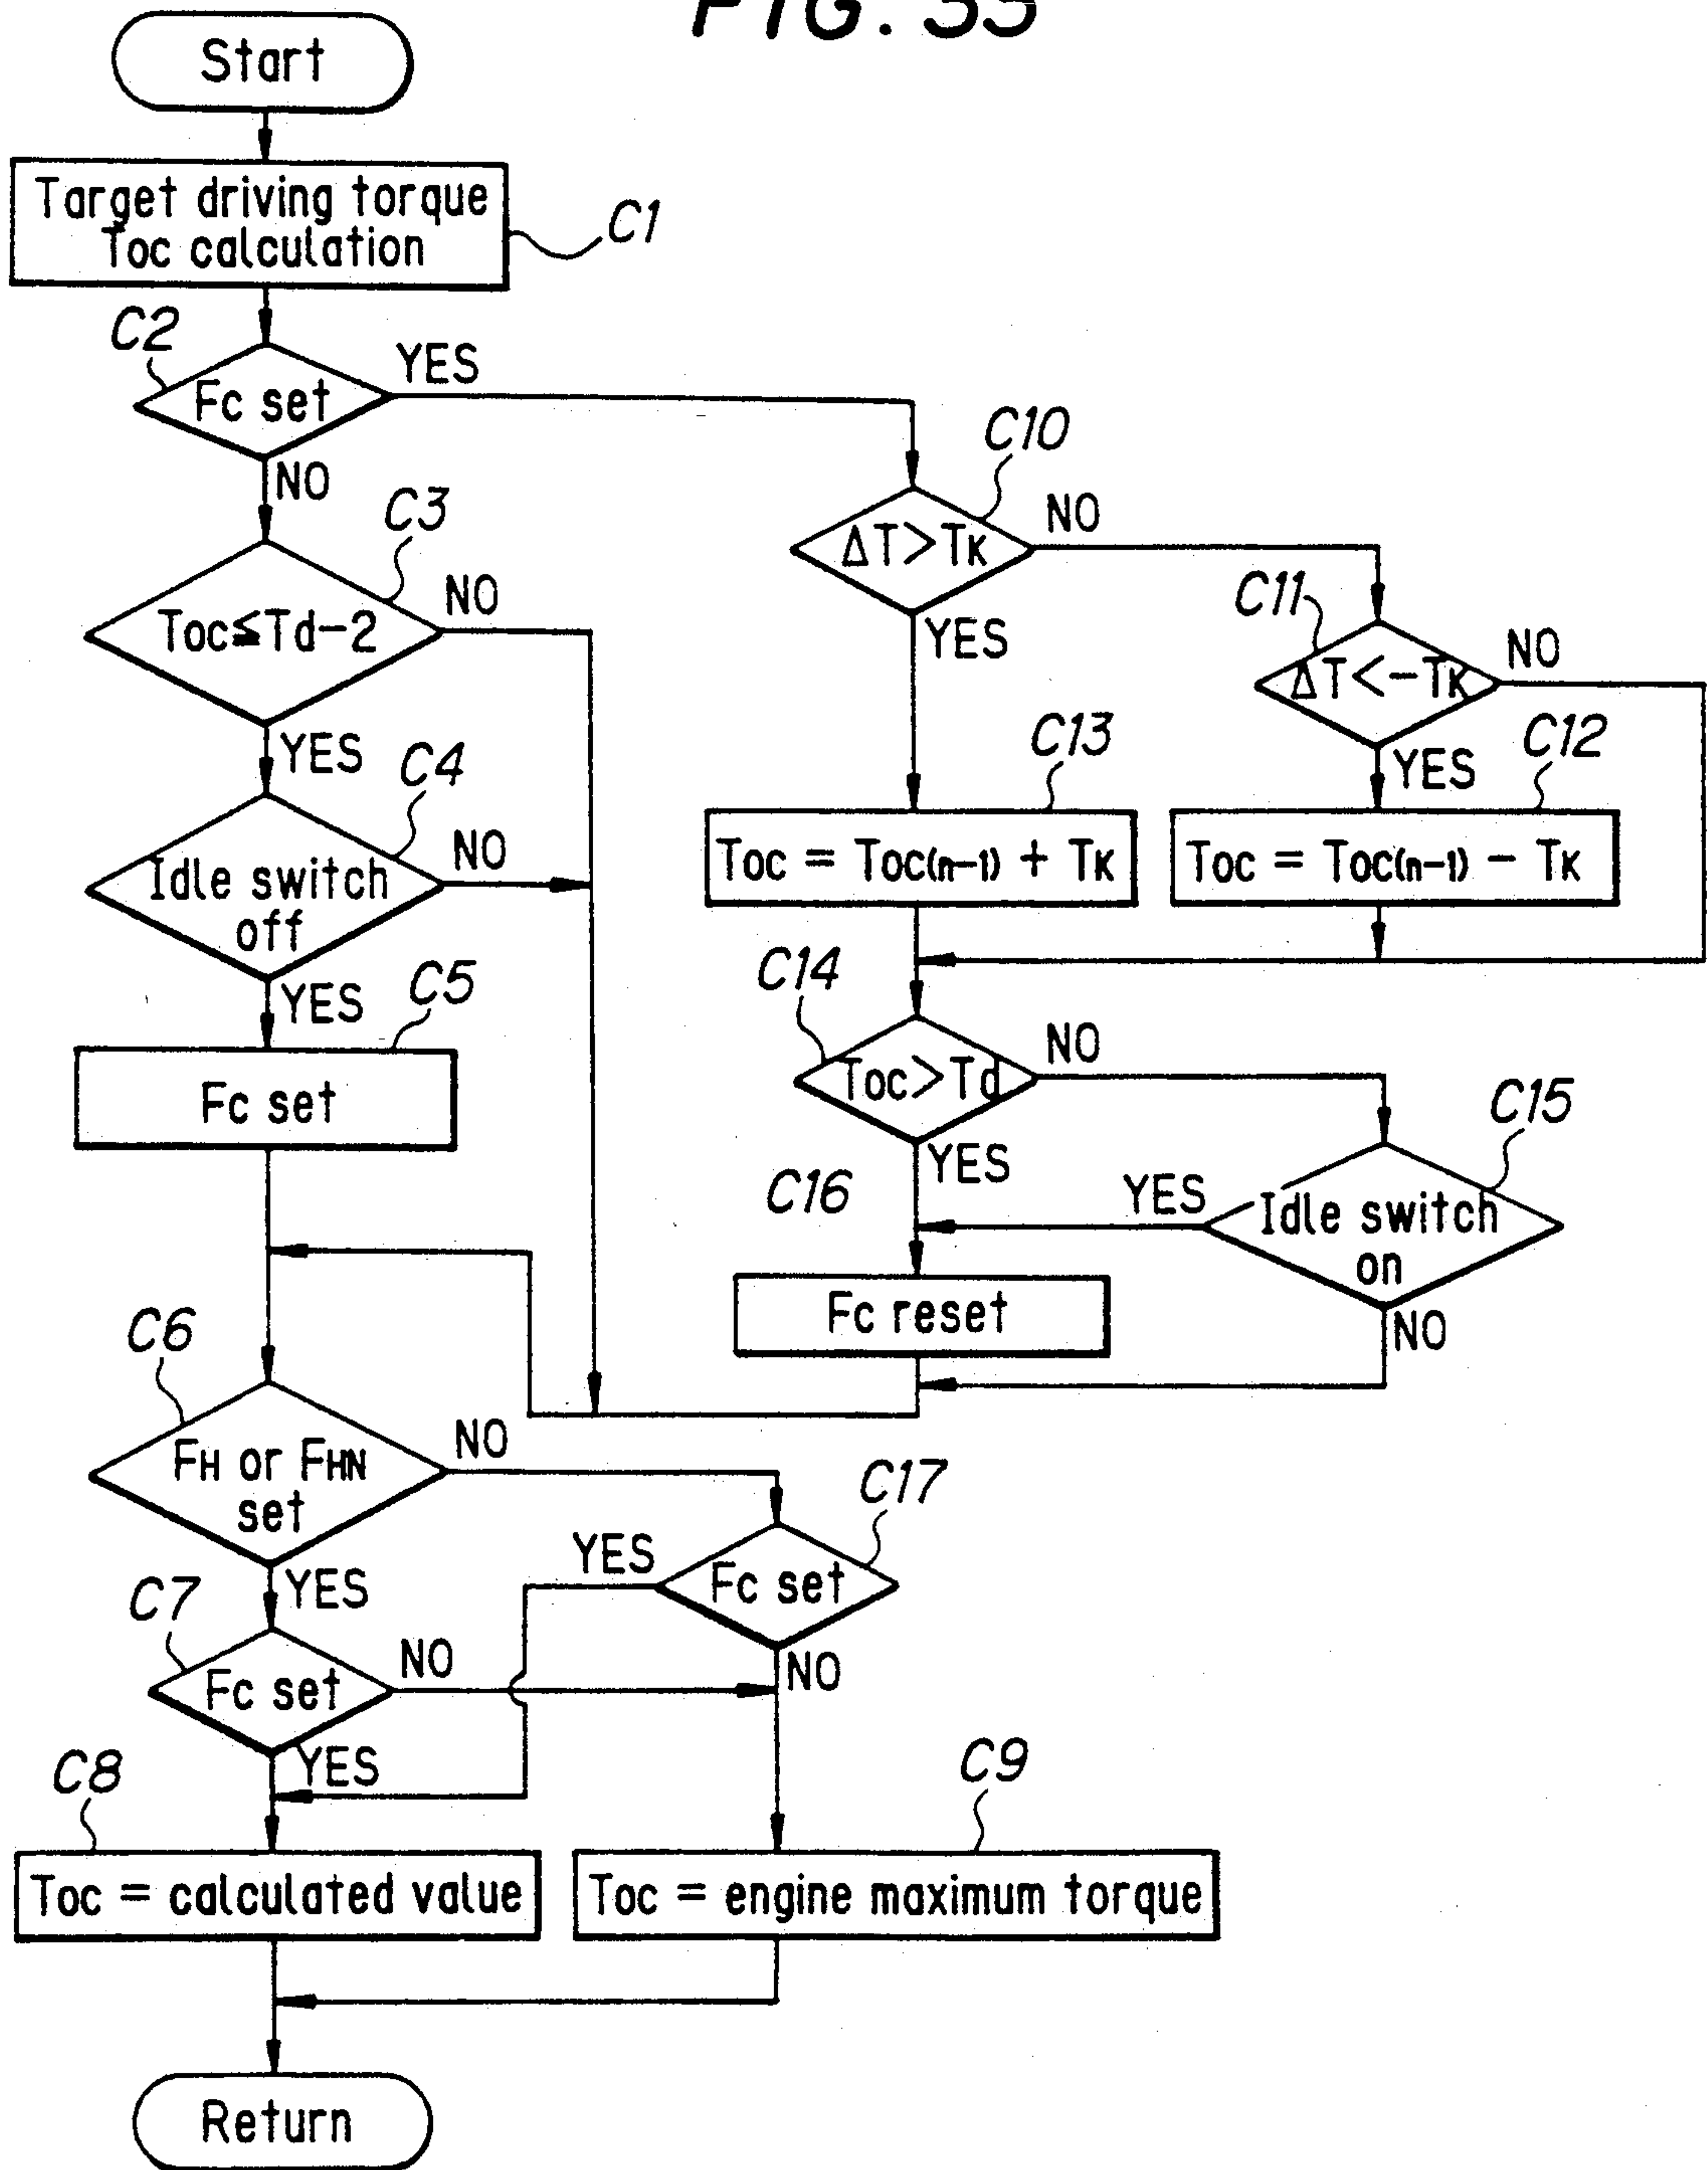 FIG. 35
Start
Target driving torque
Toc calculation
C1
C2
Fc set
YES
NO
C3
Toc≦Td-2
NO
YES
C4
Idle switch
off
NO
YES
C5
Fc set
C10
ΔT>TK
NO
YES
C11
ΔT<-TK
NO
YES
C13
Toc = Toc(n-1) + TK
C12
Toc = Toc(n-1) - TK
C14
Toc>Td
NO
YES
C15
Idle switch
on
YES
NO
C16
Fc reset
C6
FH or FHN
set
NO
YES
C17
Fc set
YES
NO
C7
Fc set
NO
YES
C8
Toc = calculated value
C9
Toc = engine maximum torque
Return